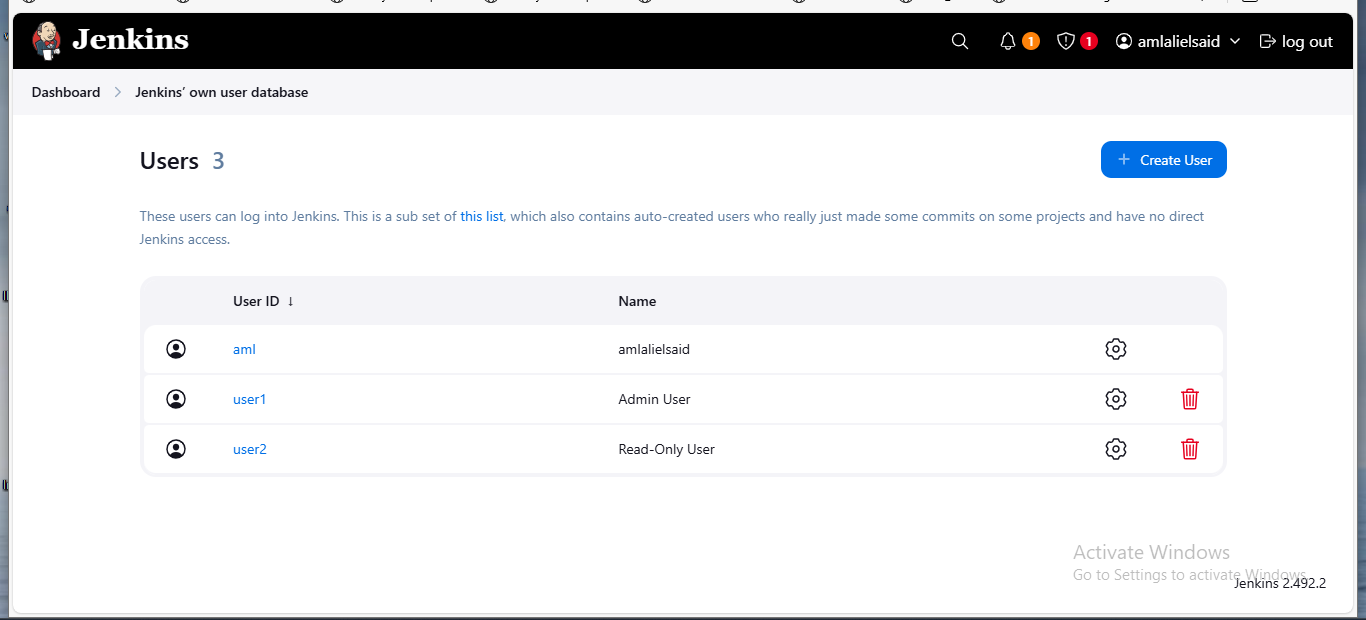 Jenkins
1
1
amlalielsaid
log out
Dashboard > Jenkins’ own user database
Users 3
+ Create User
These users can log into Jenkins. This is a sub set of this list, which also contains auto-created users who really just made some commits on some projects and have no direct
Jenkins access.
User ID ↓ Name
aml amlalielsaid
user1 Admin User
user2 Read-Only User
Activate Windows
Go to Settings to activate Windows.
Jenkins 2.492.2